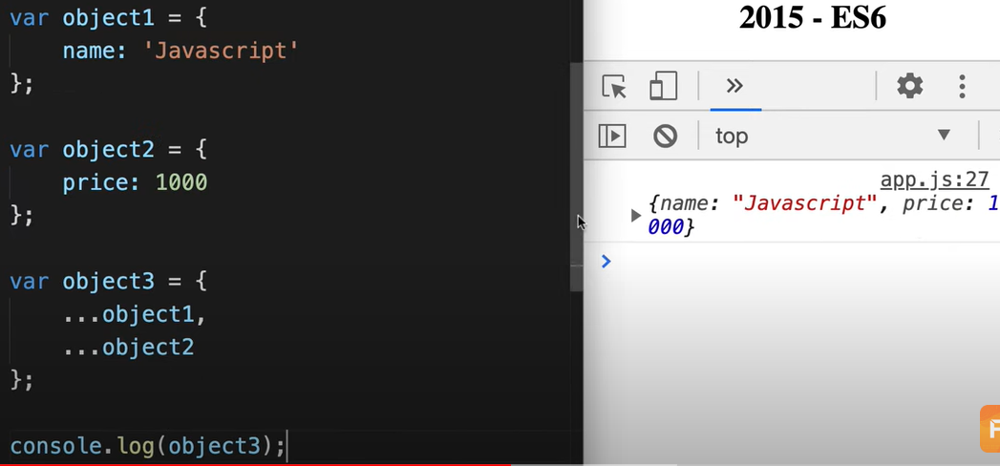 var object1 = {
    name: 'Javascript'
};
var object2 = {
    price: 1000
};
var object3 = {
    ...object1,
    ...object2
};
console.log(object3);
2015 - ES6
top
app.js:27
{name: "Javascript", price: 1
000}